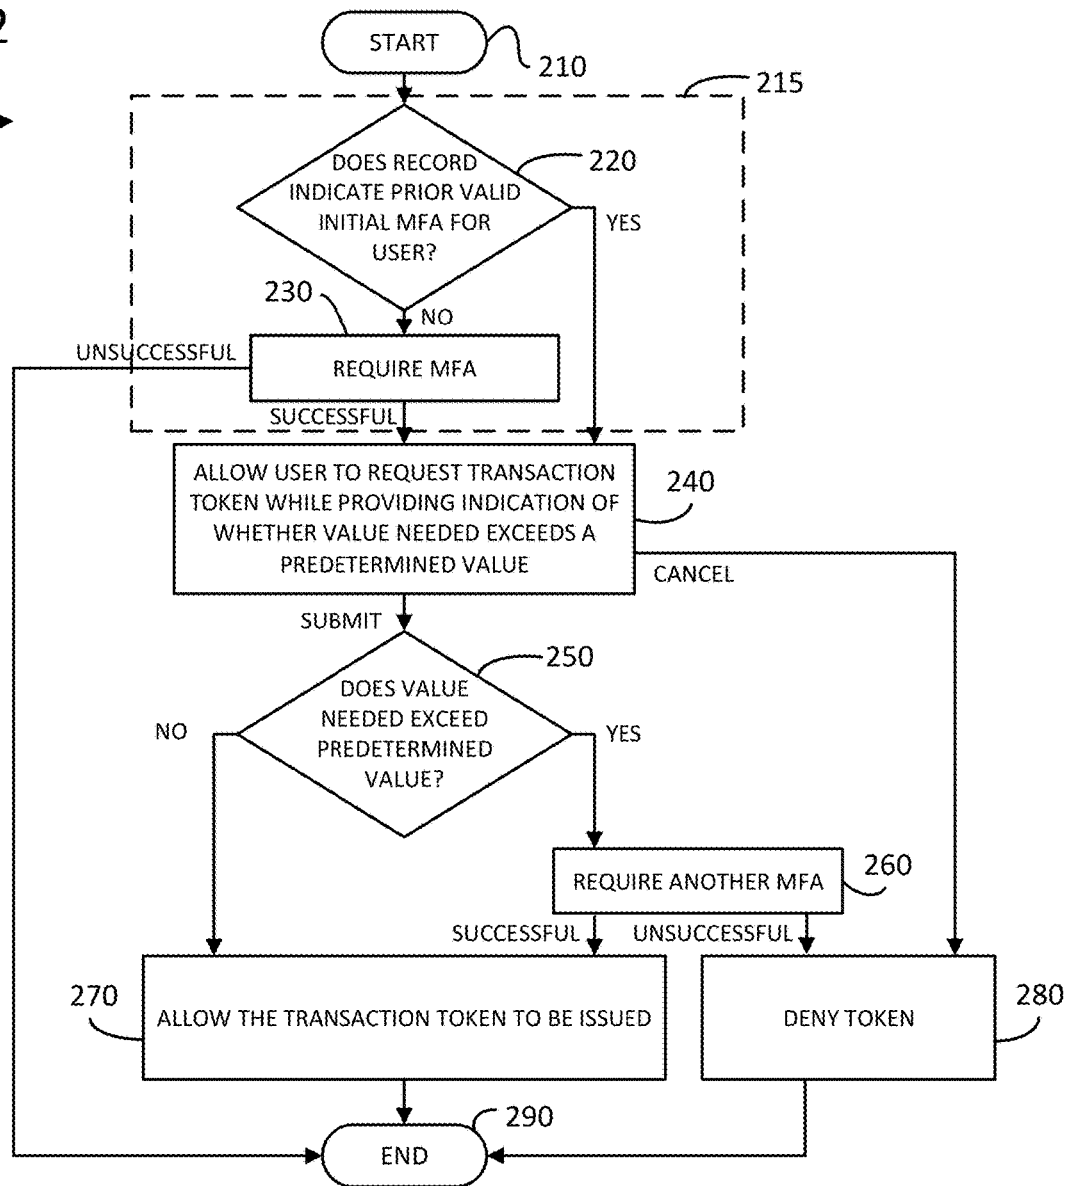 2
START
210
215
DOES RECORD
INDICATE PRIOR VALID
INITIAL MFA FOR
USER?
220
YES
230
NO
UNSUCCESSFUL
REQUIRE MFA
SUCCESSFUL
ALLOW USER TO REQUEST TRANSACTION
TOKEN WHILE PROVIDING INDICATION OF
WHETHER VALUE NEEDED EXCEEDS A
PREDETERMINED VALUE
240
CANCEL
SUBMIT
250
DOES VALUE
NEEDED EXCEED
PREDETERMINED
VALUE?
NO
YES
REQUIRE ANOTHER MFA
260
SUCCESSFUL
UNSUCCESSFUL
270
ALLOW THE TRANSACTION TOKEN TO BE ISSUED
DENY TOKEN
280
290
END